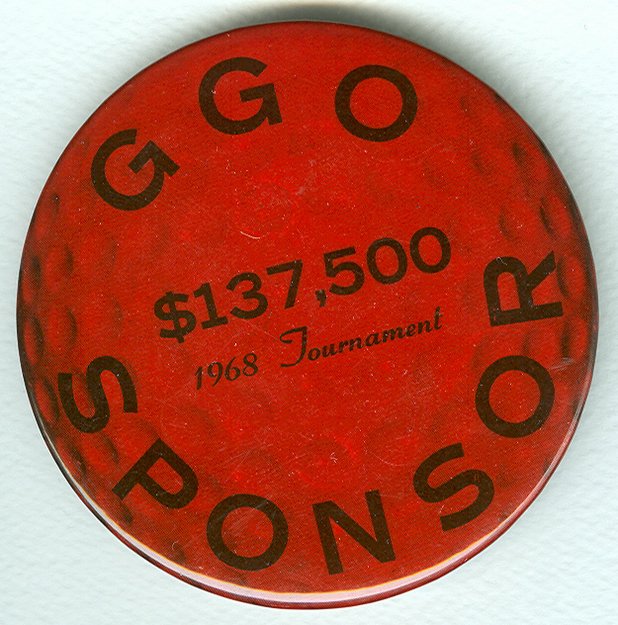 GGO
$137,500
1968 Tournament
SPONSOR